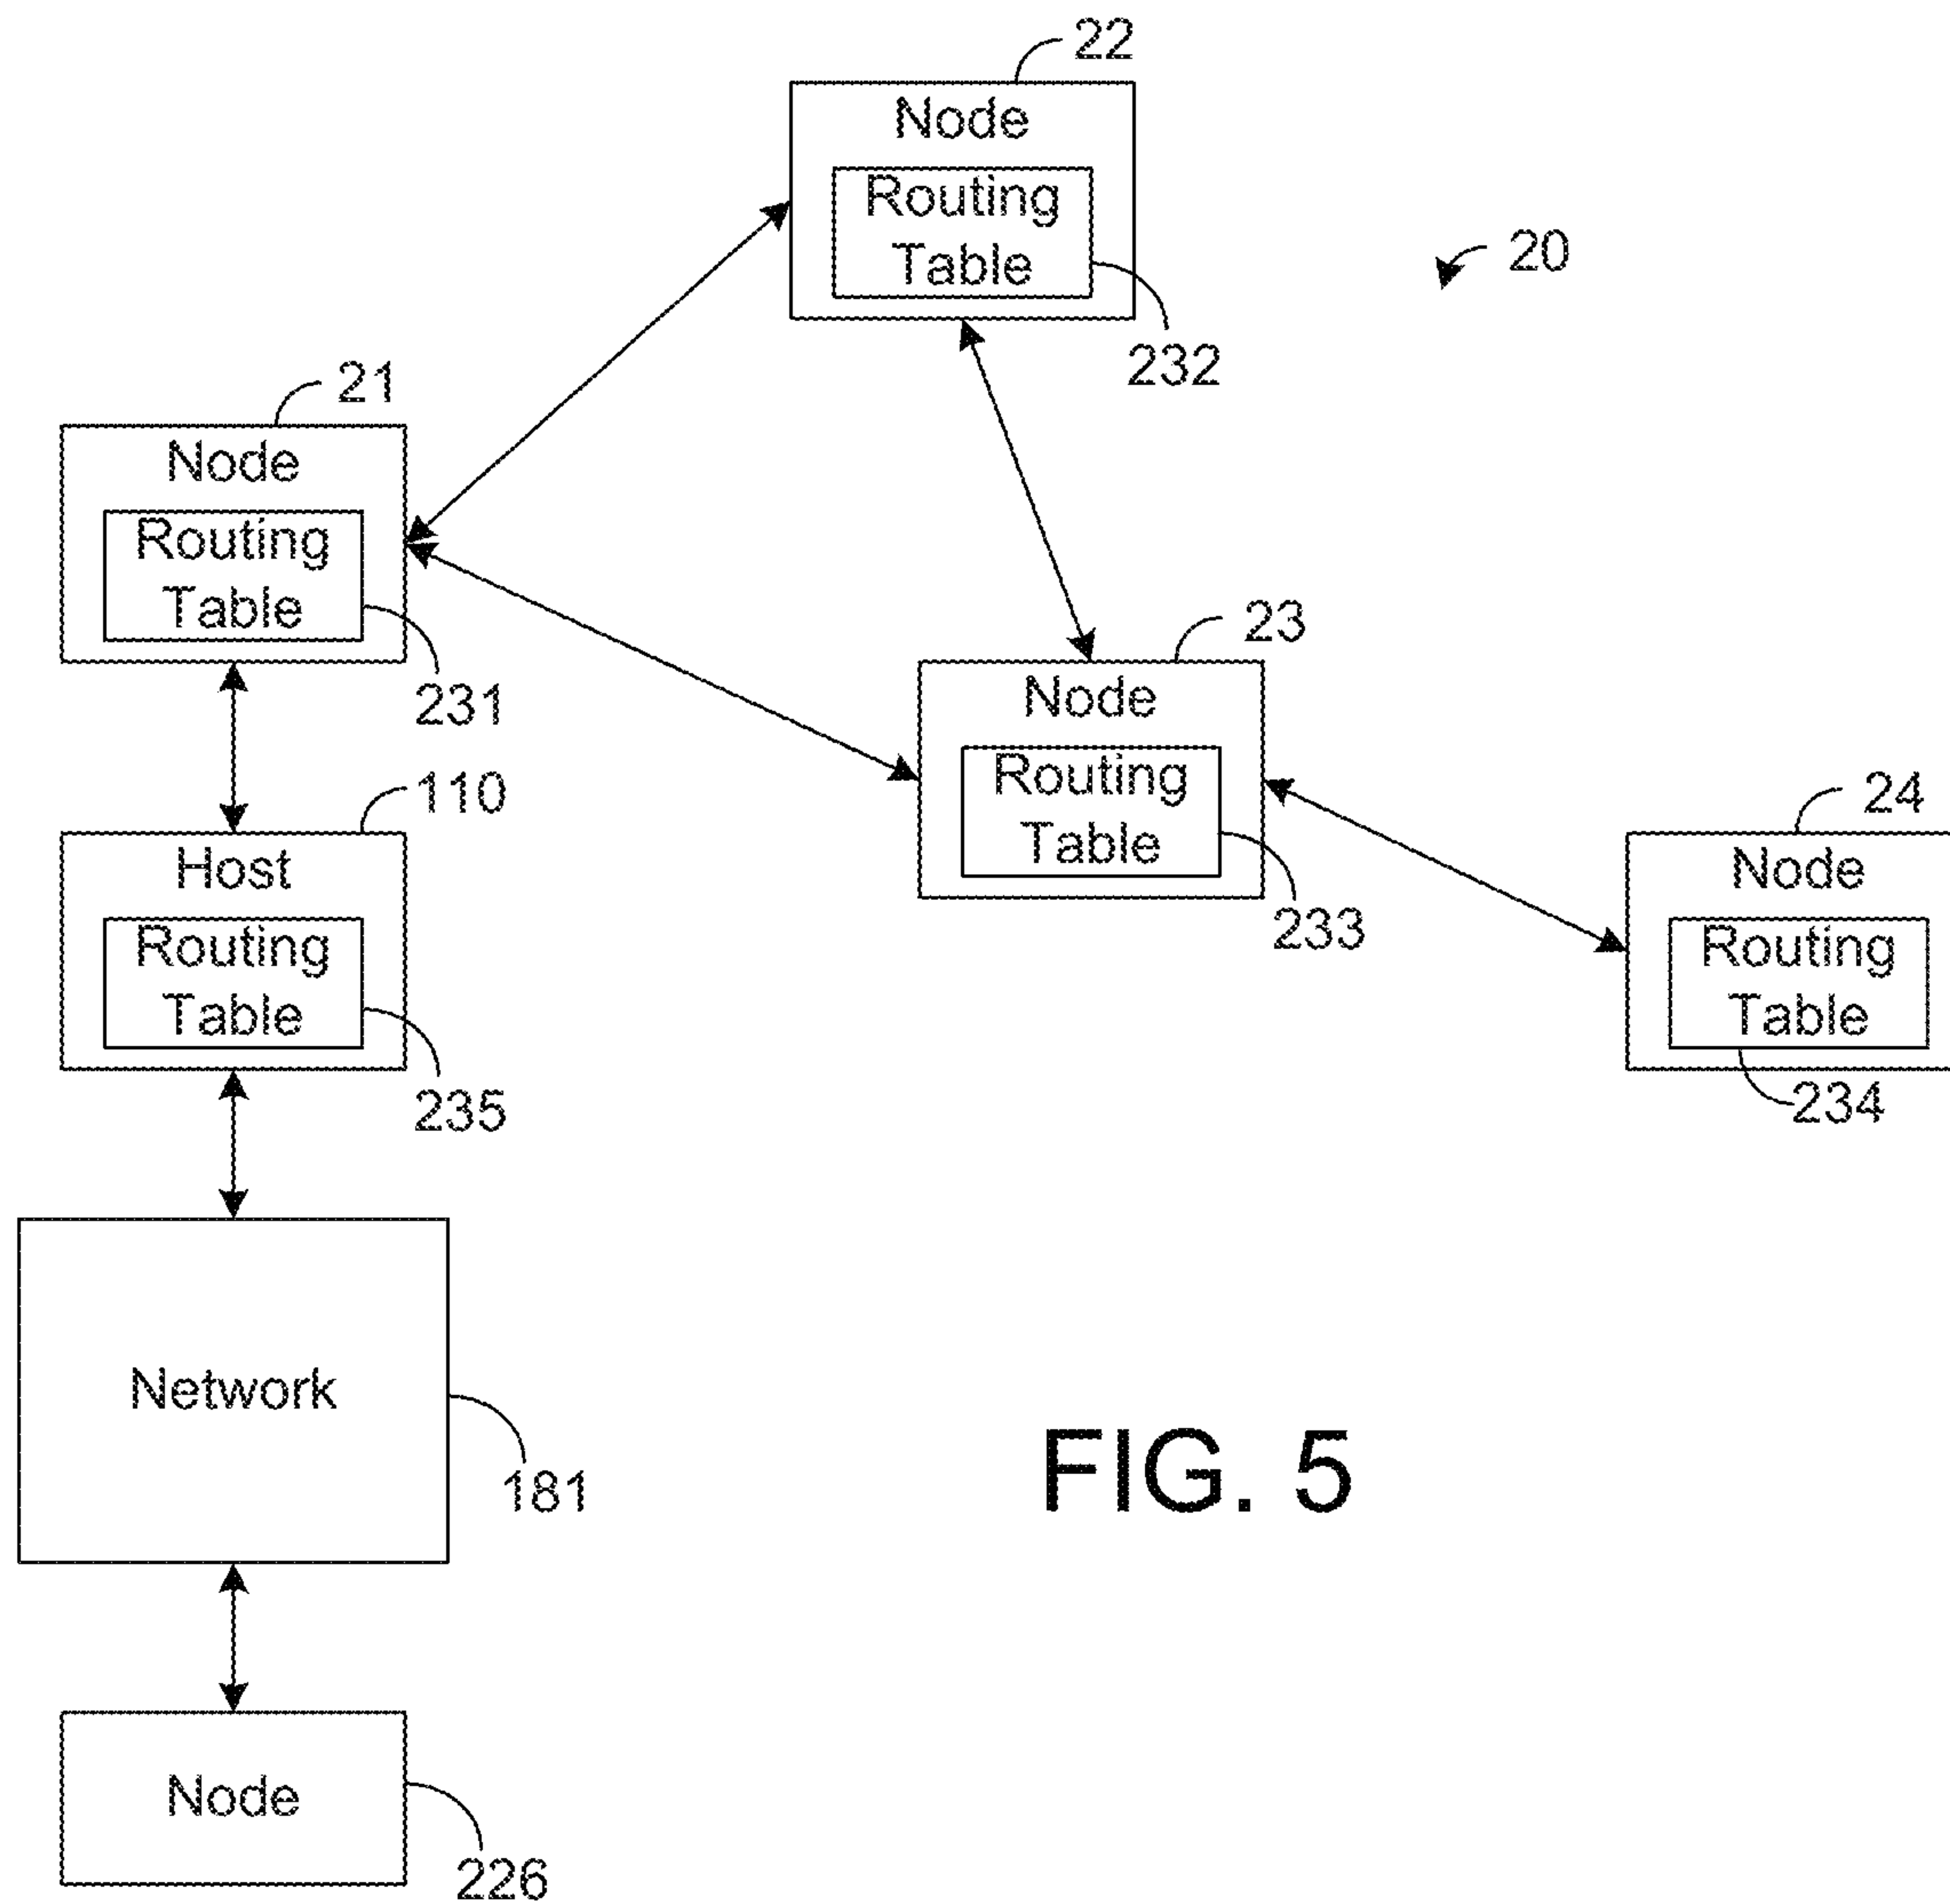 22
Node
Routing
Table
232
20
21
Node
Routing
Table
231
23
Node
Routing
Table
233
110
Host
Routing
Table
235
24
Node
Routing
Table
234
Network
181
FIG. 5
Node
226